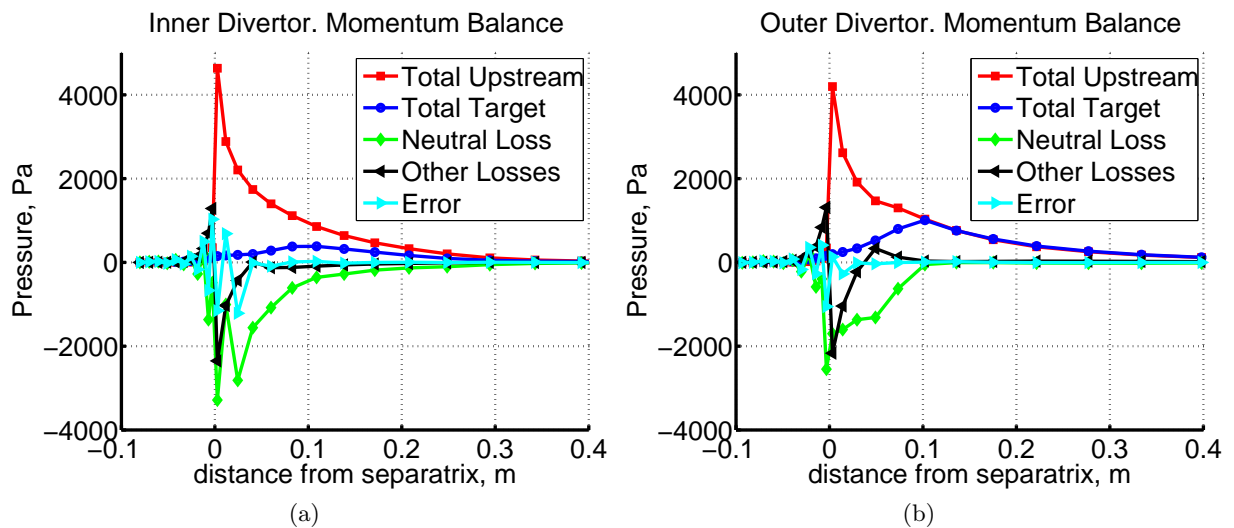 Inner Divertor. Momentum Balance
Pressure, Pa
4000
2000
0
−2000
−4000
Total Upstream
Total Target
Neutral Loss
Other Losses
Error
−0.1
0
0.1
0.2
0.3
0.4
distance from separatrix, m
(a)
Outer Divertor. Momentum Balance
Pressure, Pa
4000
2000
0
−2000
−4000
Total Upstream
Total Target
Neutral Loss
Other Losses
Error
−0.1
0
0.1
0.2
0.3
0.4
distance from separatrix, m
(b)